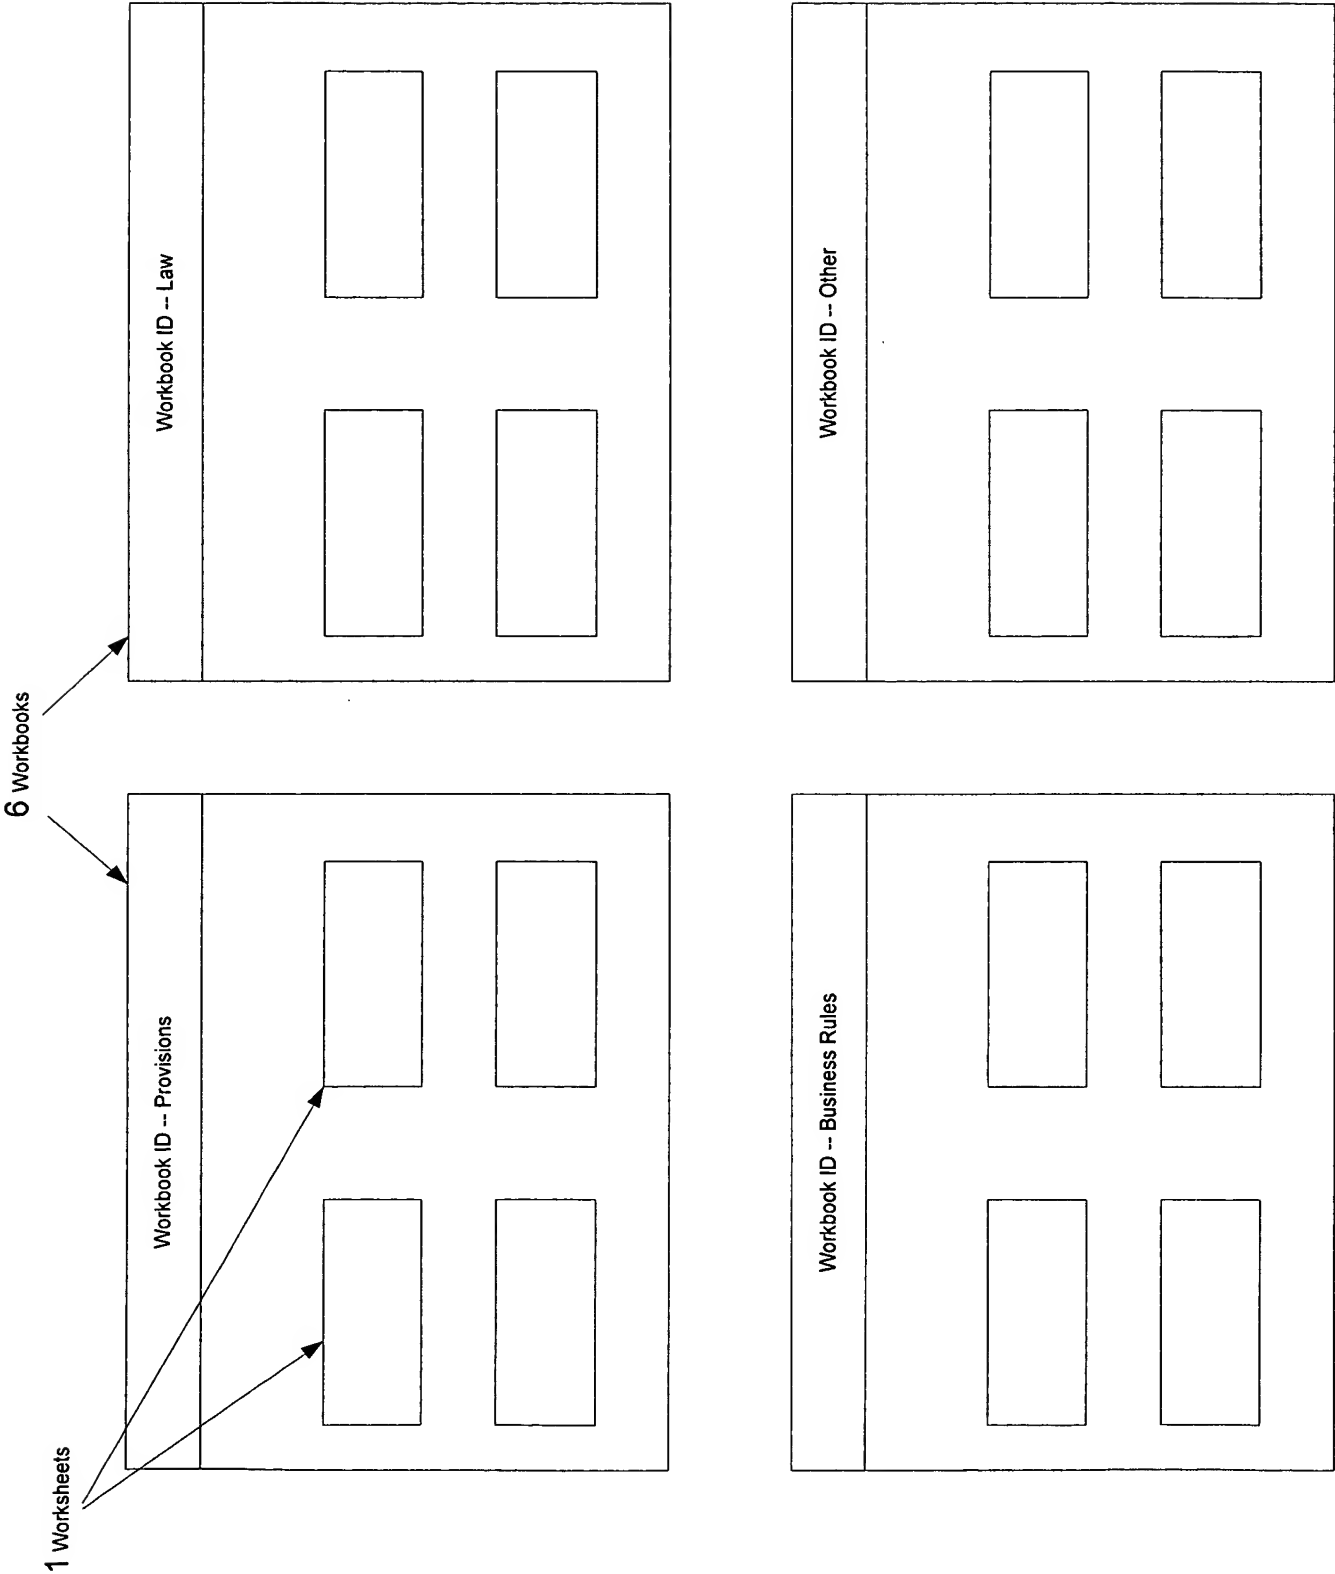 6 Workbooks
1 Worksheets
Workbook ID -- Provisions
Workbook ID -- Law
Workbook ID -- Business Rules
Workbook ID -- Other